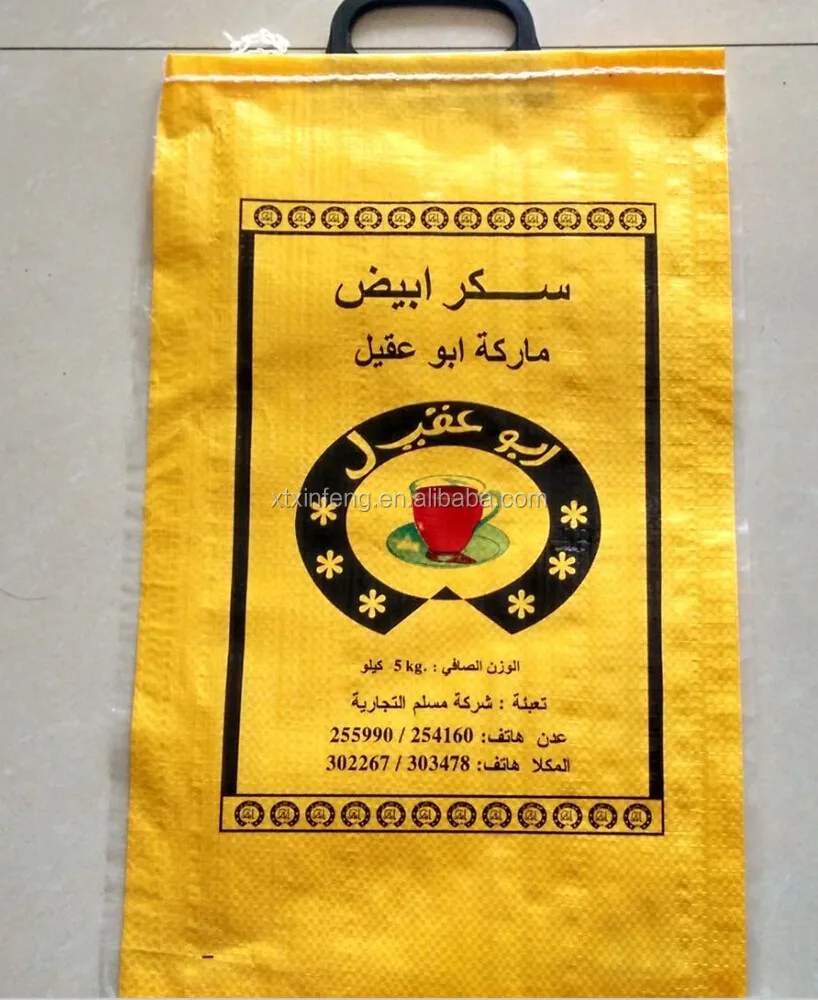 ســـكر ابيض
ماركة ابو عقيل
ابو عقيل
xtxinfeng.en.alibaba.com
الوزن الصافي : .5 kg كيلو
تعبئة : شركة مسلم التجارية
عدن هاتف: 254160 / 255990
المكلا هاتف: 303478 / 302267